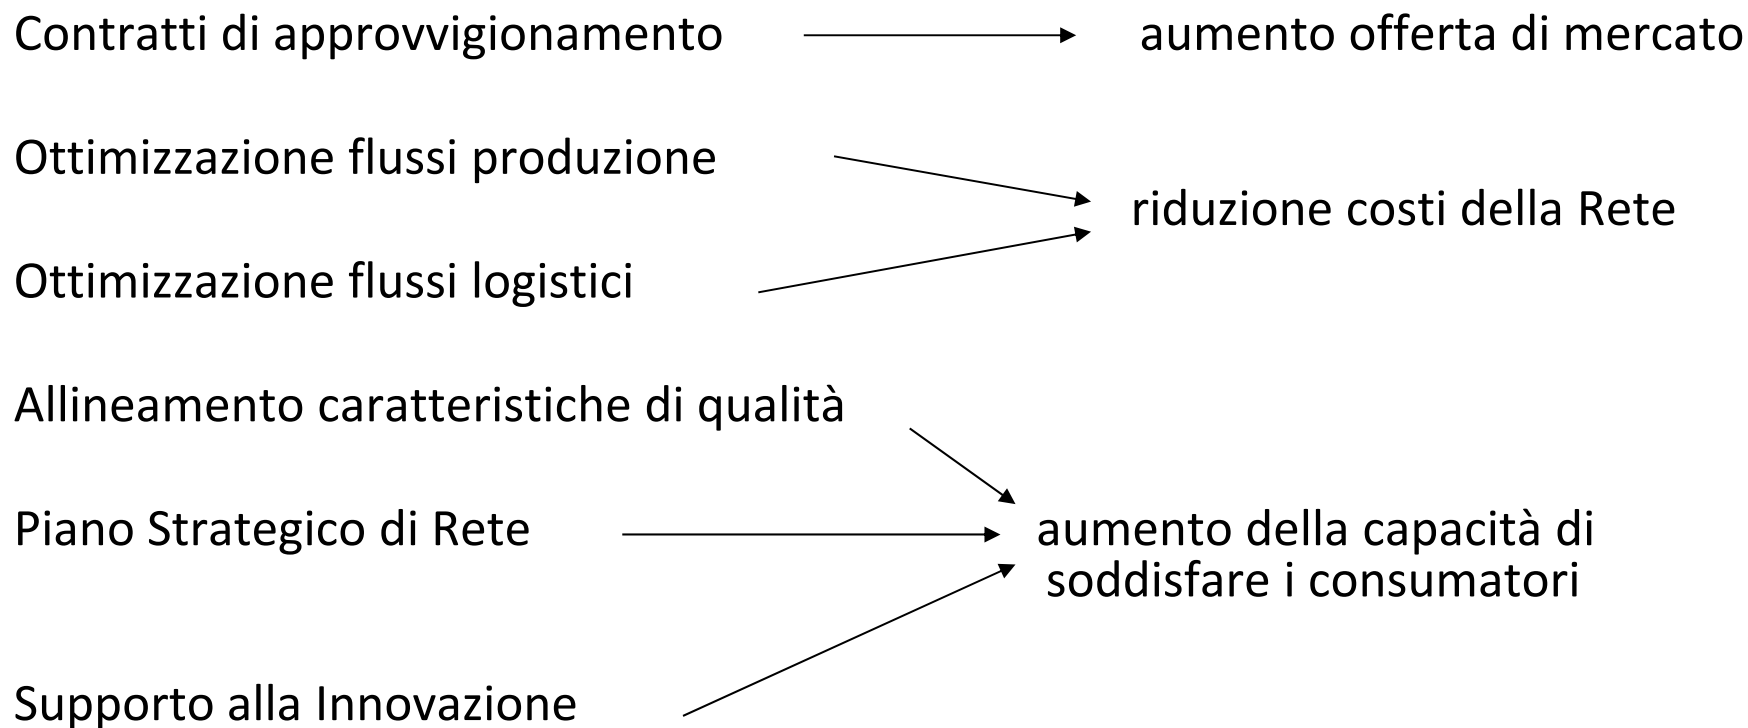 Contratti di approvvigionamento
aumento offerta di mercato
Ottimizzazione flussi produzione
riduzione costi della Rete
Ottimizzazione flussi logistici
Allineamento caratteristiche di qualità
Piano Strategico di Rete
aumento della capacità di
soddisfare i consumatori
Supporto alla Innovazione